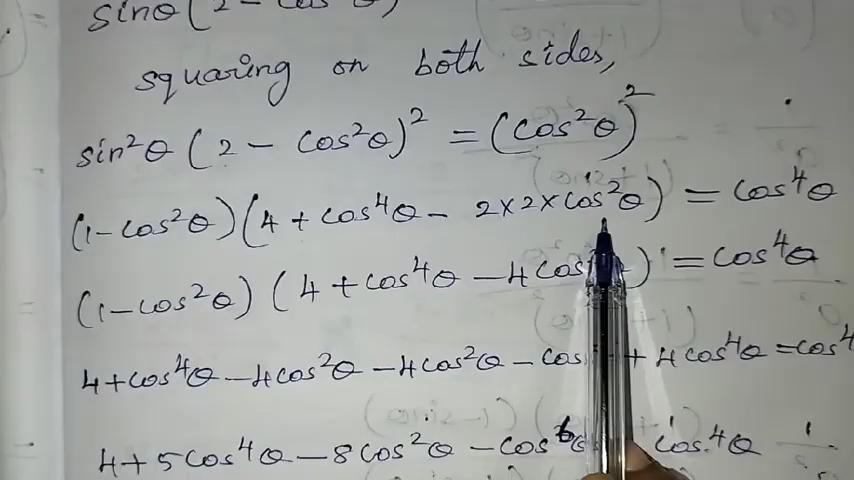 sinθ(2 - cos²θ)
squaring on both sides,
sin²θ (2 - cos²θ)² = (cos²θ)²
(1-cos²θ)(4 + cos⁴θ - 2×2×cos²θ) = cos⁴θ
(1-cos²θ) (4 + cos⁴θ - 4cos ) = cos⁴θ
4+cos⁴θ - 4cos²θ - 4cos²θ - cos + 4cos⁴θ = cos⁴
4 + 5cos⁴θ - 8cos²θ - cos⁶θ cos⁴θ